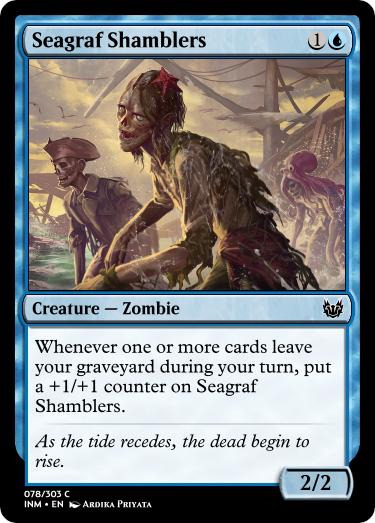 Seagraf Shamblers 1
Creature — Zombie
Whenever one or more cards leave
your graveyard during your turn, put
a +1/+1 counter on Seagraf
Shamblers.
As the tide recedes, the dead begin to
rise.
2/2
078/303 C
INM • EN Ardika Priyata